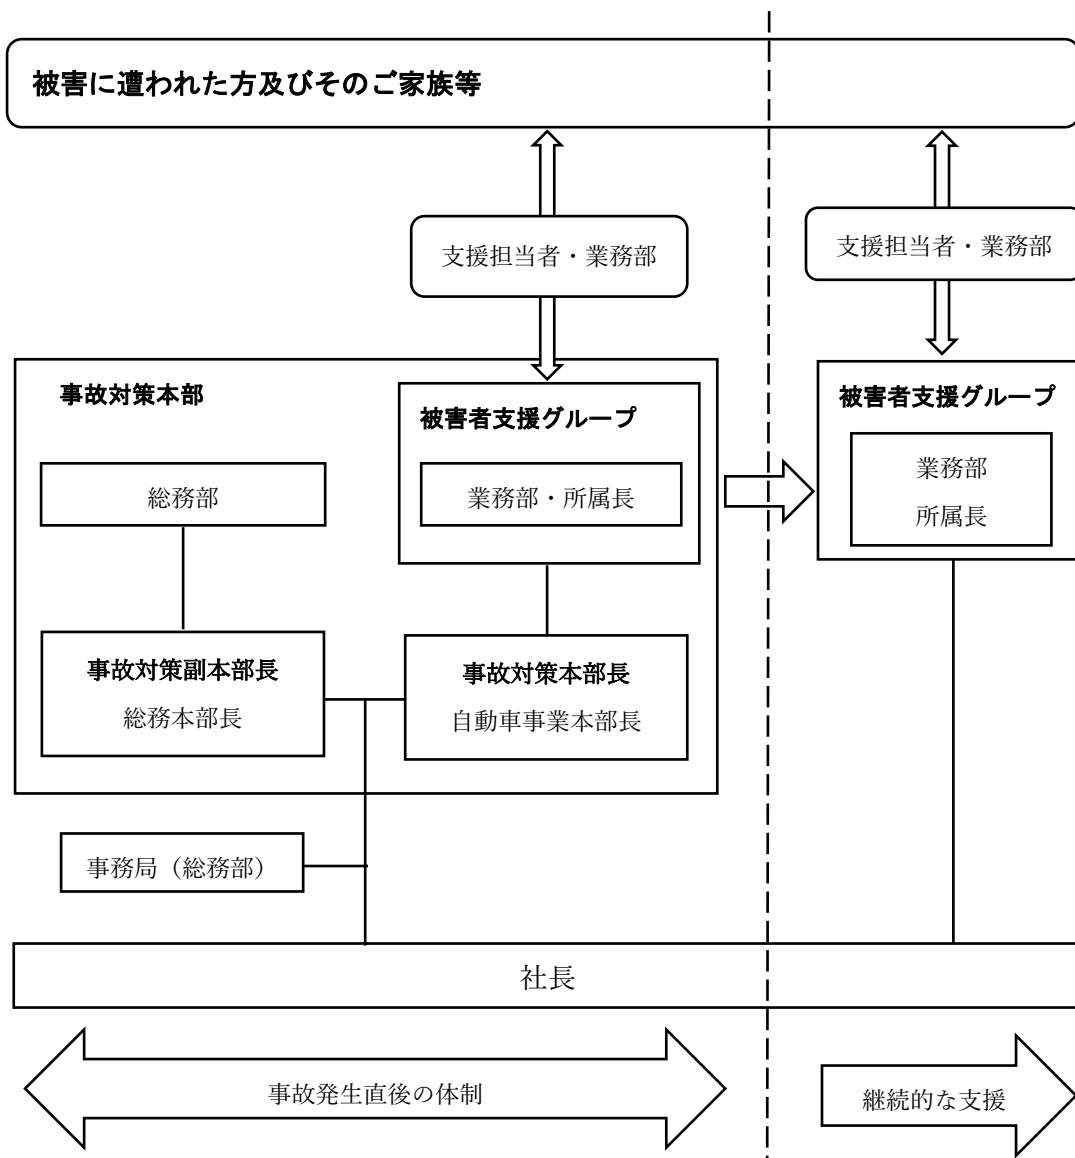 被害に遭われた方及びそのご家族等
支援担当者・業務部
支援担当者・業務部
事故対策本部
被害者支援グループ
総務部
業務部・所属長
被害者支援グループ
業務部
所属長
事故対策副本部長
総務本部長
事故対策本部長
自動車事業本部長
事務局（総務部）
社長
事故発生直後の体制
継続的な支援